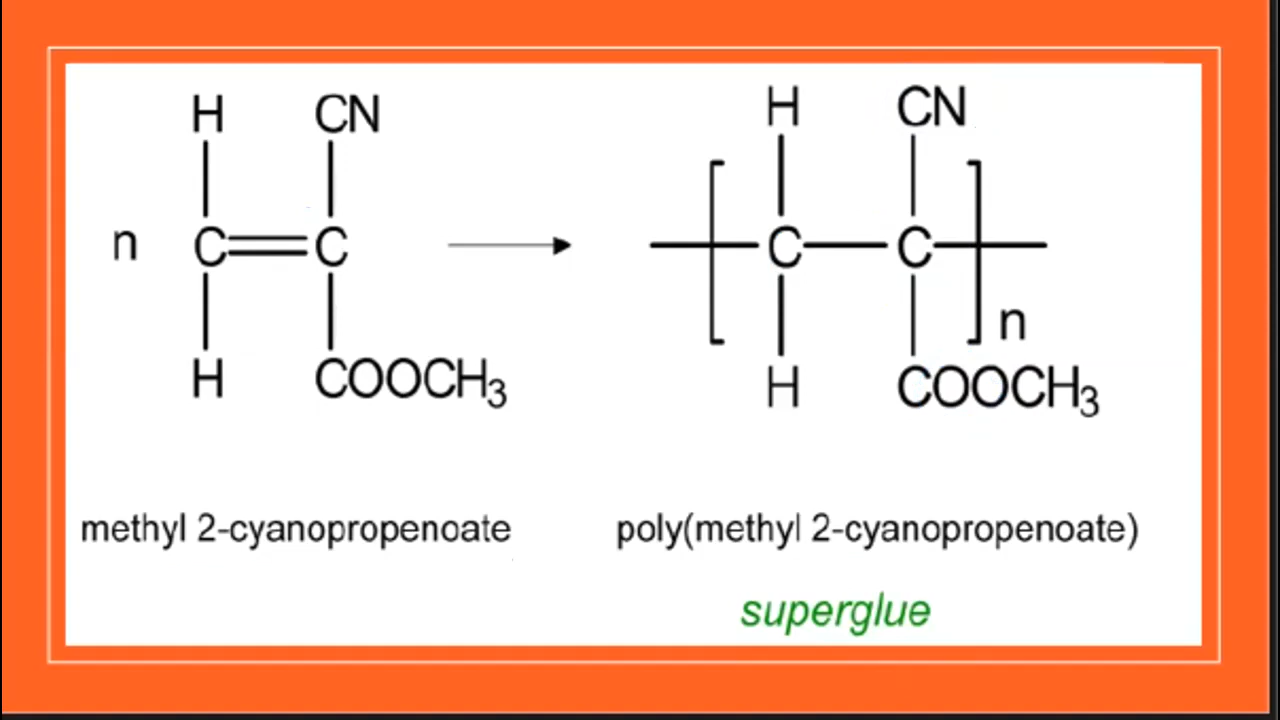 H CN H CN
n C C C C
n
H COOCH3 H COOCH3
methyl 2-cyanopropenoate poly(methyl 2-cyanopropenoate)
superglue